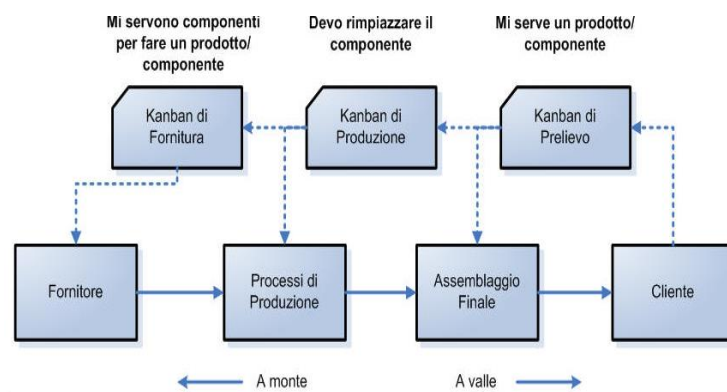 Mi servono componenti
per fare un prodotto/
componente
Devo rimpiazzare il
componente
Mi serve un prodotto/
componente
Kanban di
Fornitura
Kanban di
Produzione
Kanban di
Prelievo
Fornitore
Processi di
Produzione
Assemblaggio
Finale
Cliente
A monte
A valle